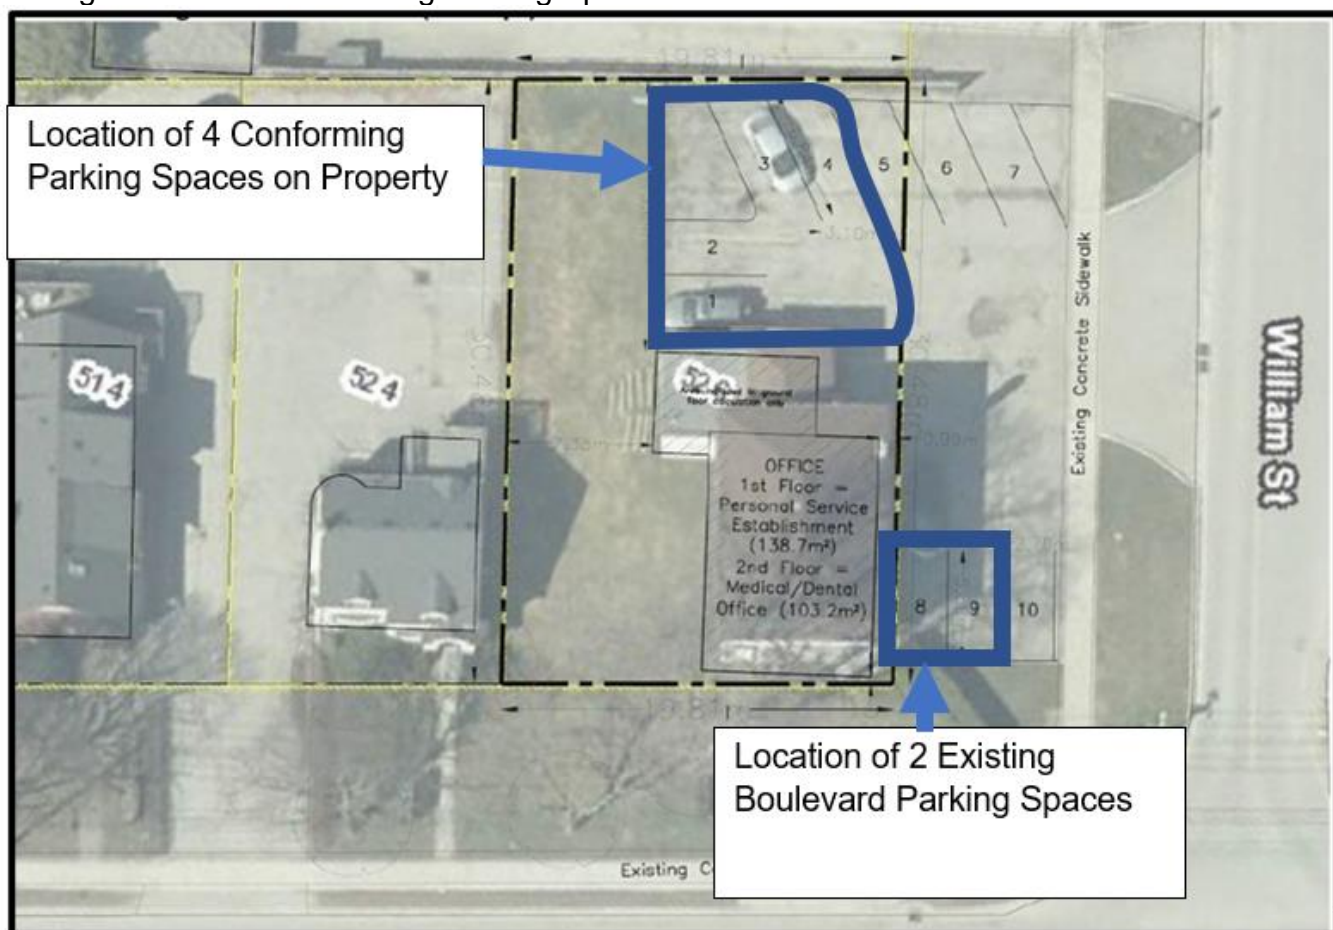 19.81m
Location of 4 Conforming
Parking Spaces on Property
3
4
5
6
7
3.10m
2
1
Existing Concrete Sidewalk
William St
514
524
OFFICE
1st Floor =
Personal Service
Establishment
(138.7m²)
2nd Floor =
Medical/Dental
Office (103.2m²)
8
9
10
Location of 2 Existing
Boulevard Parking Spaces
Existing